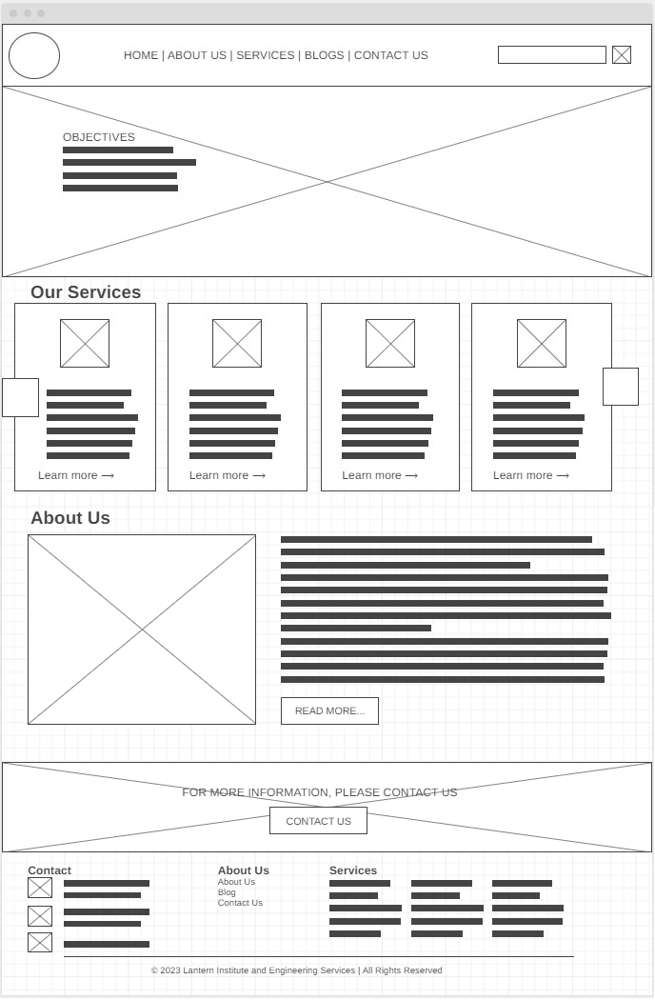 HOME | ABOUT US | SERVICES | BLOGS | CONTACT US
OBJECTIVES
Our Services
Learn more →
Learn more →
Learn more →
Learn more →
About Us
READ MORE...
FOR MORE INFORMATION, PLEASE CONTACT US
CONTACT US
Contact
About Us
About Us
Blog
Contact Us
Services
© 2023 Lantern Institute and Engineering Services | All Rights Reserved